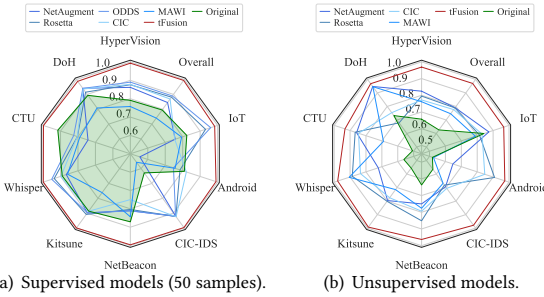 NetAugment ODDS MAWI Original
Rosetta CIC tFusion
HyperVision
DoH Overall
1.0
0.9
0.8
0.7
0.6
CTU IoT
Whisper Android
Kitsune CIC-IDS
NetBeacon
a) Supervised models (50 samples).
NetAugment CIC tFusion Original
Rosetta MAWI
HyperVision
DoH Overall
1.0
0.9
0.8
0.7
0.6
0.5
CTU IoT
Whisper Android
Kitsune CIC-IDS
NetBeacon
(b) Unsupervised models.